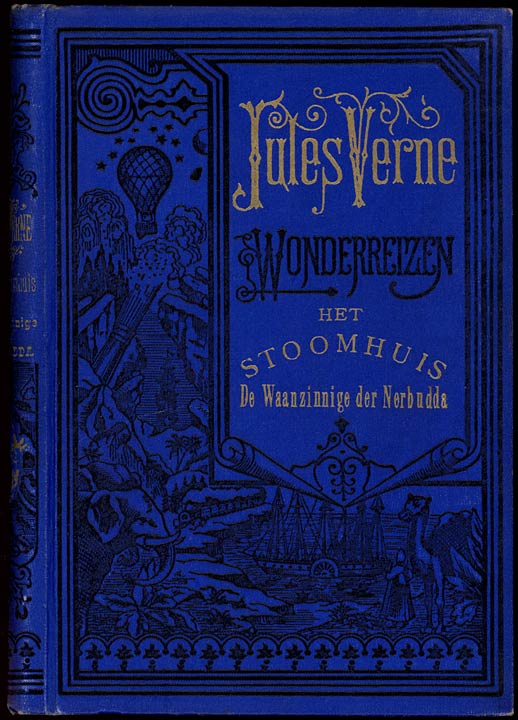 Jules Verne
WONDERREIZEN
HET
STOOMHUIS
De Waanzinnige der Nerbudda